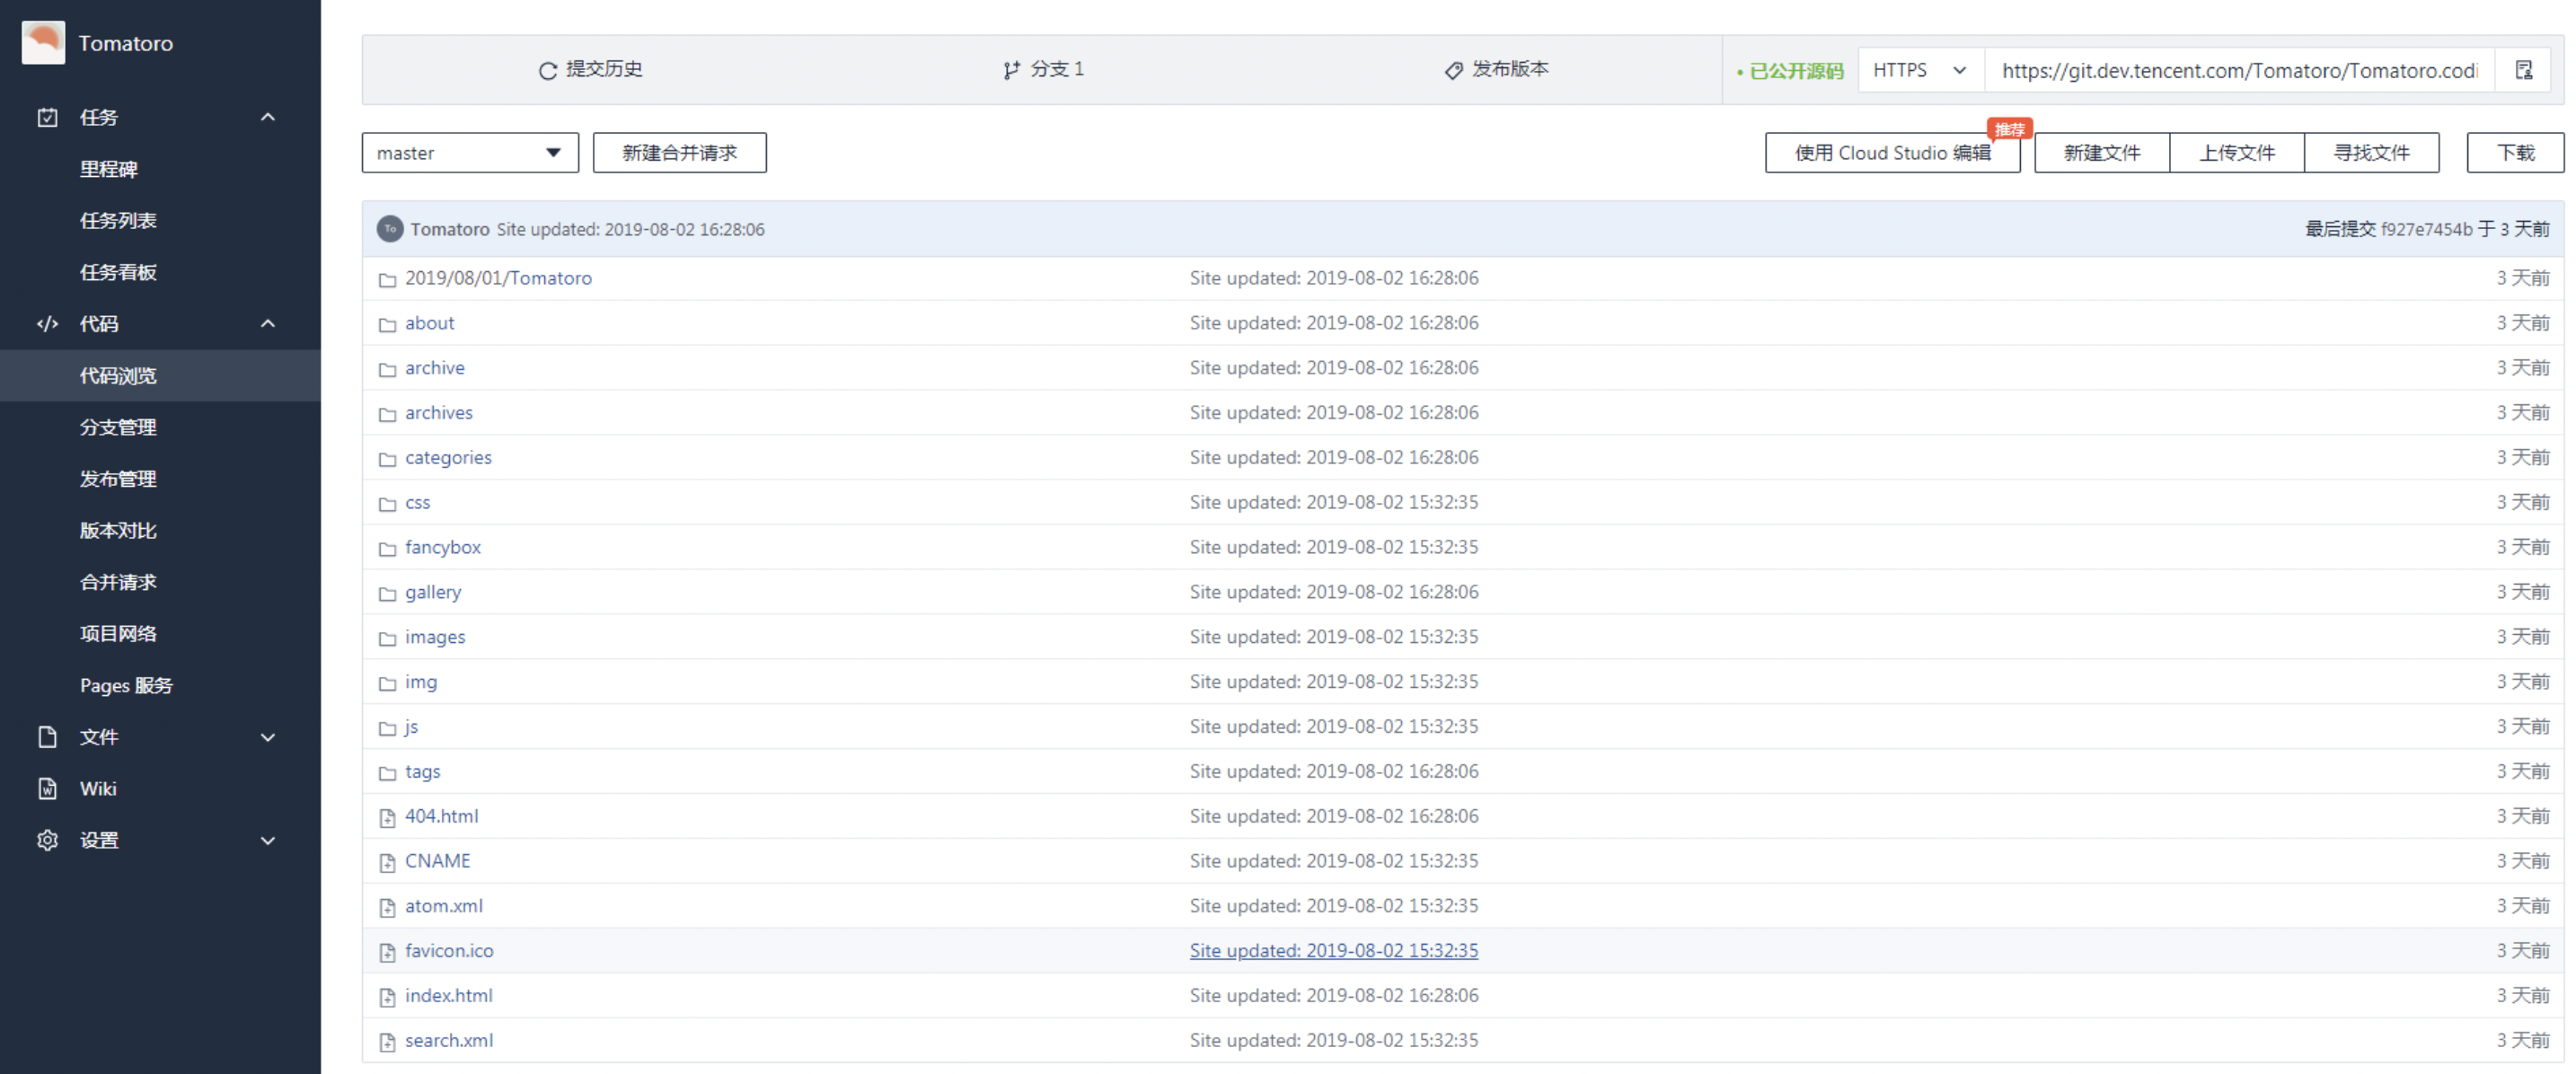 Tomatoro
任务
里程碑
任务列表
任务看板
代码
代码浏览
分支管理
发布管理
版本对比
合并请求
项目网络
Pages 服务
文件
Wiki
设置
提交历史 分支 1 发布版本 • 已公开源码 HTTPS https://git.dev.tencent.com/Tomatoro/Tomatoro.codi
推荐
master 新建合并请求 使用 Cloud Studio 编辑 新建文件 上传文件 寻找文件 下载
To Tomatoro Site updated: 2019-08-02 16:28:06 最后提交 f927e7454b 于 3 天前
2019/08/01/Tomatoro Site updated: 2019-08-02 16:28:06 3 天前
about Site updated: 2019-08-02 16:28:06 3 天前
archive Site updated: 2019-08-02 16:28:06 3 天前
archives Site updated: 2019-08-02 16:28:06 3 天前
categories Site updated: 2019-08-02 16:28:06 3 天前
css Site updated: 2019-08-02 15:32:35 3 天前
fancybox Site updated: 2019-08-02 15:32:35 3 天前
gallery Site updated: 2019-08-02 16:28:06 3 天前
images Site updated: 2019-08-02 15:32:35 3 天前
img Site updated: 2019-08-02 15:32:35 3 天前
js Site updated: 2019-08-02 15:32:35 3 天前
tags Site updated: 2019-08-02 16:28:06 3 天前
404.html Site updated: 2019-08-02 16:28:06 3 天前
CNAME Site updated: 2019-08-02 15:32:35 3 天前
atom.xml Site updated: 2019-08-02 15:32:35 3 天前
favicon.ico Site updated: 2019-08-02 15:32:35 3 天前
index.html Site updated: 2019-08-02 16:28:06 3 天前
search.xml Site updated: 2019-08-02 15:32:35 3 天前